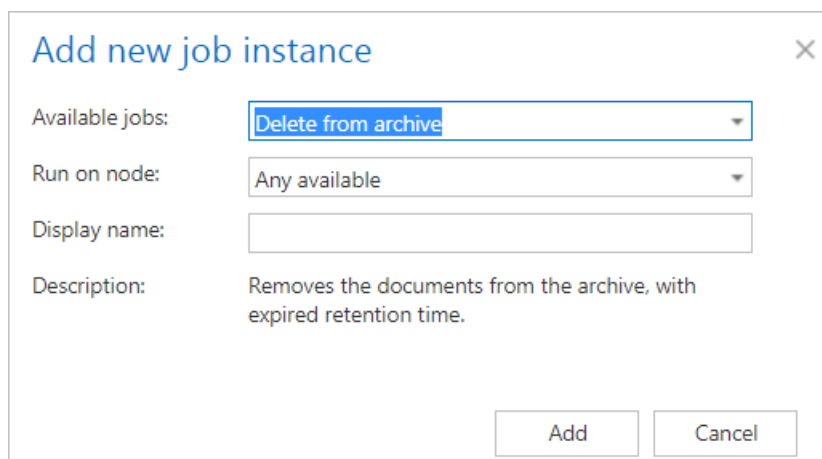 Add new job instance
Available jobs: Delete from archive
Run on node: Any available
Display name:
Description: Removes the documents from the archive, with
expired retention time.
Add Cancel